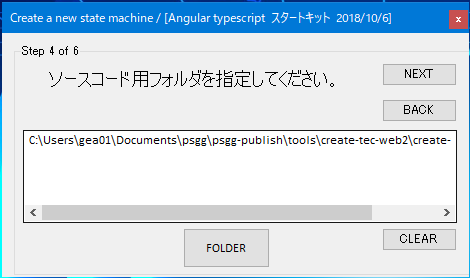 Create a new state machine / [Angular typescript スタートキット 2018/10/6]
Step 4 of 6
ソースコード用フォルダを指定してください。
NEXT
BACK
C:\Users\gea01\Documents\psgg\psgg-publish\tools\create-tec-web2\create-
FOLDER
CLEAR